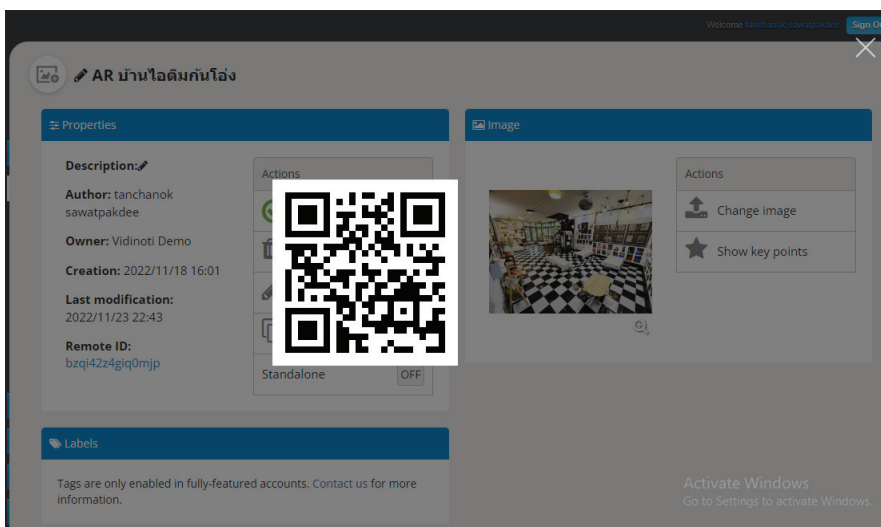 Welcome tanchanok sawatpakdee
Sign O
AR บ้านไอติมกันโอ่ง
Properties
Description:
Author: tanchanok
sawatpakdee
Owner: Vidinoti Demo
Creation: 2022/11/18 16:01
Last modification:
2022/11/23 22:43
Remote ID:
bzqi42z4giq0mjp
Actions
Standalone
OFF
Image
Actions
Change image
Show key points
Labels
Tags are only enabled in fully-featured accounts. Contact us for more
information.
Activate Windows
Go to Settings to activate Windows.